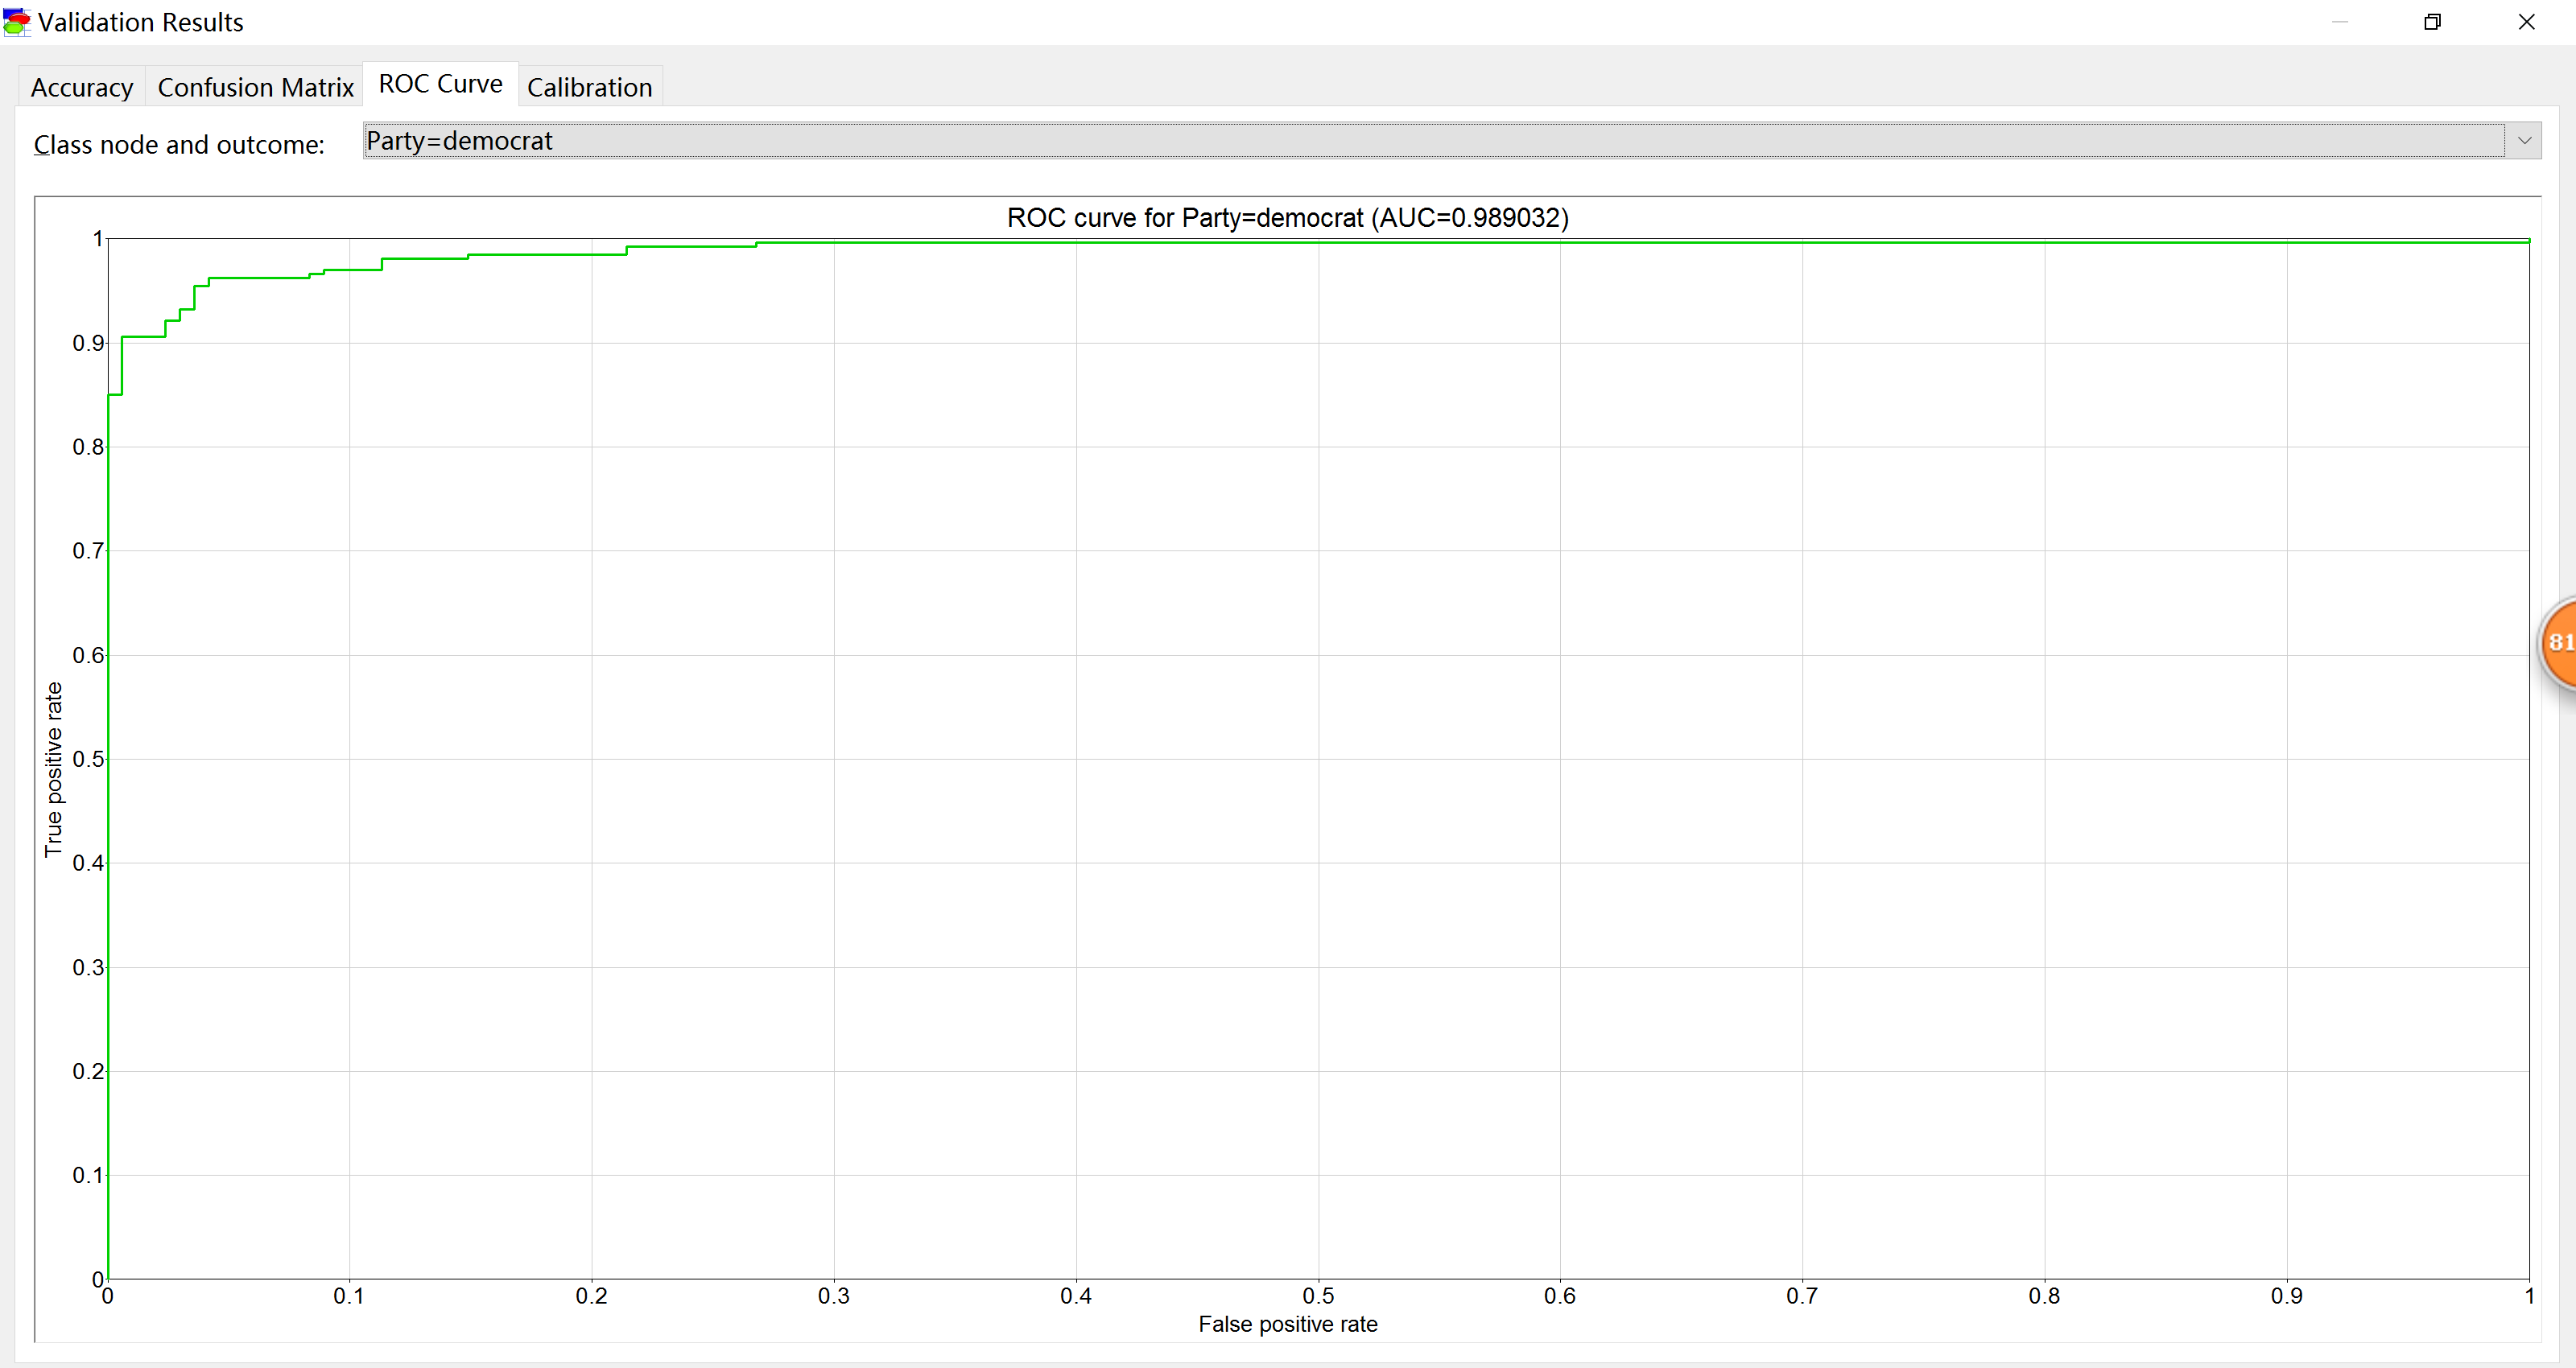 Validation Results
Accuracy Confusion Matrix ROC Curve Calibration
Class node and outcome: Party=democrat
ROC curve for Party=democrat (AUC=0.989032)
1
0.9
0.8
0.7
0.6
0.5
0.4
0.3
0.2
0.1
0
True positive rate
0 0.1 0.2 0.3 0.4 0.5 0.6 0.7 0.8 0.9 1
False positive rate
81